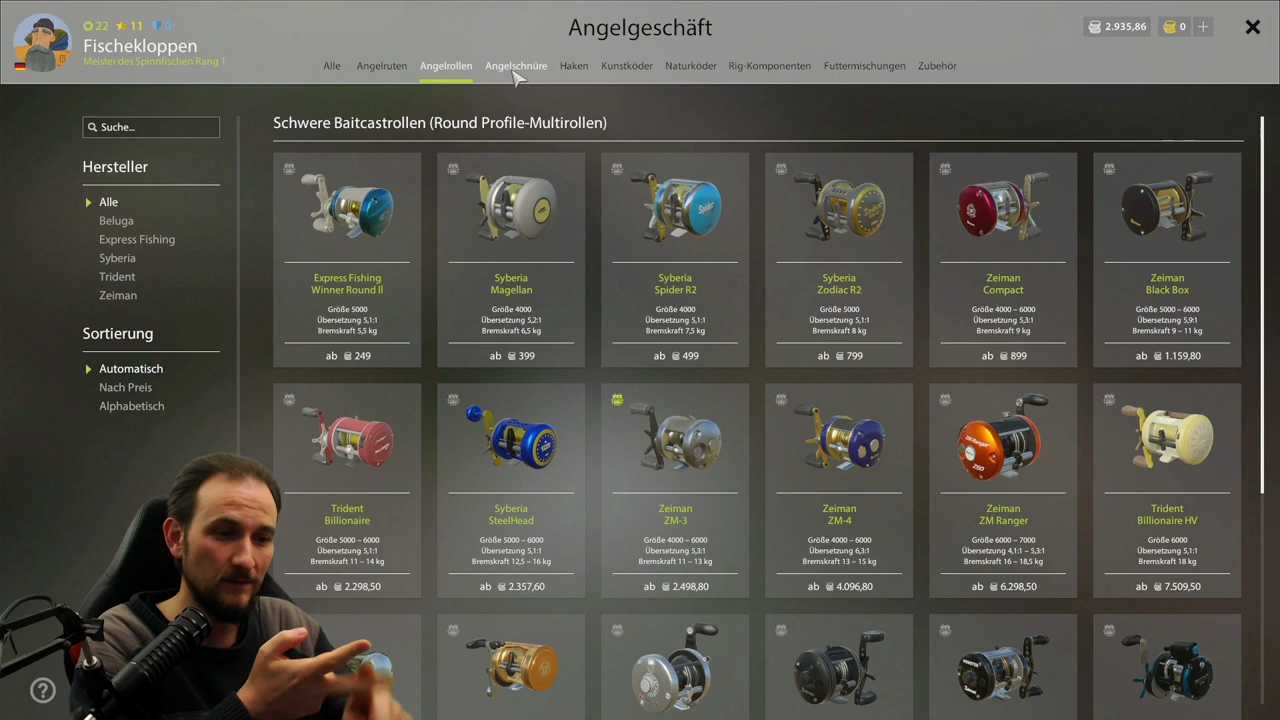 22 11 0
Fischekloppen
Meister des Spinnfischen Rang 1
Angelgeschäft
2.935,86
0
Alle Angelruten Angelrollen Angelschnüre Haken Kunstköder Naturköder Rig-Komponenten Futtermischungen Zubehör
Suche...
Hersteller
Alle
Beluga
Express Fishing
Syberia
Trident
Zeiman
Sortierung
Automatisch
Nach Preis
Alphabetisch
Schwere Baitcastrollen (Round Profile-Multirollen)
Express Fishing
Winner Round II
Größe 5000
Übersetzung 5,1:1
Bremskraft 5,5 kg
ab 249
Syberia
Magellan
Größe 4000
Übersetzung 5,2:1
Bremskraft 6,5 kg
ab 399
Spider
Syberia
Spider R2
Größe 4000
Übersetzung 5,1:1
Bremskraft 7,5 kg
ab 499
Syberia
Zodiac R2
Größe 5000
Übersetzung 5,1:1
Bremskraft 8 kg
ab 799
Zeiman
Compact
Größe 4000 – 6000
Übersetzung 5,3:1
Bremskraft 9 kg
ab 899
Zeiman
Black Box
Größe 5000 – 6000
Übersetzung 5,9:1
Bremskraft 9 – 11 kg
ab 1.159,80
Trident
Billionaire
Größe 5000 – 6000
Übersetzung 5,1:1
Bremskraft 11 – 14 kg
ab 2.298,50
Syberia
SteelHead
Größe 5000 – 6000
Übersetzung 5,1:1
Bremskraft 12,5 – 16 kg
ab 2.357,60
Zeiman
ZM-3
Größe 4000 – 6000
Übersetzung 5,3:1
Bremskraft 11 – 13 kg
ab 2.498,80
Zeiman
ZM-4
Größe 4000 – 6000
Übersetzung 6,3:1
Bremskraft 13 – 15 kg
ab 4.096,80
Zeiman
ZM Ranger
Größe 6000 – 7000
Übersetzung 4,1:1 – 5,3:1
Bremskraft 16 – 18,5 kg
ab 6.298,50
Trident
Billionaire HV
Größe 6000
Übersetzung 5,1:1
Bremskraft 18 kg
ab 7.509,50
?